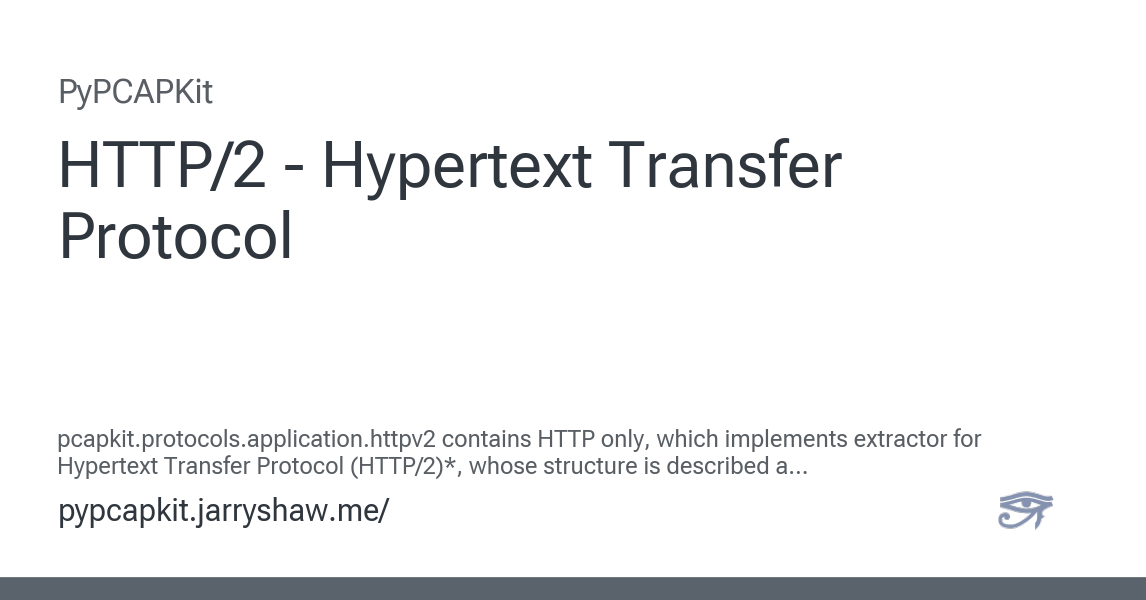 PyPCAPKit
HTTP/2 - Hypertext Transfer
Protocol
pcapkit.protocols.application.httpv2 contains HTTP only, which implements extractor for
Hypertext Transfer Protocol (HTTP/2)*, whose structure is described a...
pypcapkit.jarryshaw.me/